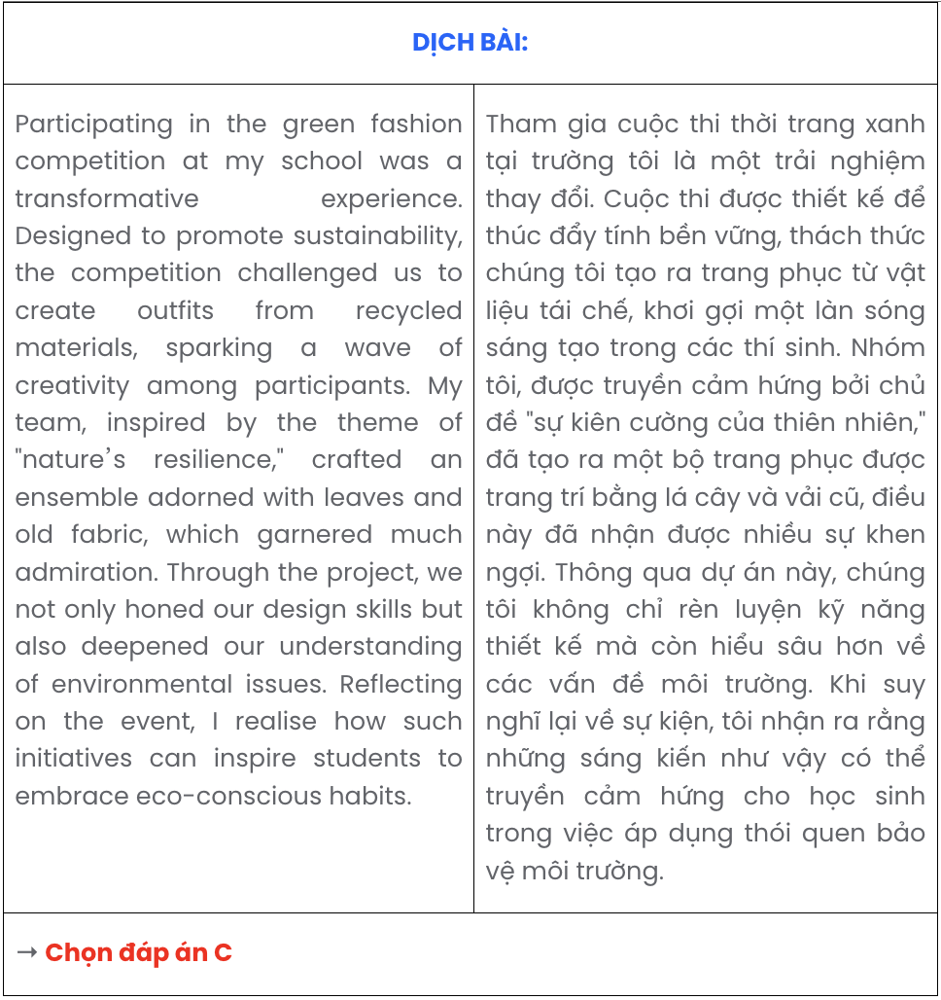 DỊCH BÀI:
Participating in the green fashion
competition at my school was a
transformative experience.
Designed to promote sustainability,
the competition challenged us to
create outfits from recycled
materials, sparking a wave of
creativity among participants. My
team, inspired by the theme of
"nature’s resilience," crafted an
ensemble adorned with leaves and
old fabric, which garnered much
admiration. Through the project, we
not only honed our design skills but
also deepened our understanding
of environmental issues. Reflecting
on the event, I realise how such
initiatives can inspire students to
embrace eco-conscious habits.
Tham gia cuộc thi thời trang xanh
tại trường tôi là một trải nghiệm
thay đổi. Cuộc thi được thiết kế để
thúc đẩy tính bền vững, thách thức
chúng tôi tạo ra trang phục từ vật
liệu tái chế, khơi gợi một làn sóng
sáng tạo trong các thí sinh. Nhóm
tôi, được truyền cảm hứng bởi chủ
đề "sự kiên cường của thiên nhiên,"
đã tạo ra một bộ trang phục được
trang trí bằng lá cây và vải cũ, điều
này đã nhận được nhiều sự khen
ngợi. Thông qua dự án này, chúng
tôi không chỉ rèn luyện kỹ năng
thiết kế mà còn hiểu sâu hơn về
các vấn đề môi trường. Khi suy
nghĩ lại về sự kiện, tôi nhận ra rằng
những sáng kiến như vậy có thể
truyền cảm hứng cho học sinh
trong việc áp dụng thói quen bảo
vệ môi trường.
→ Chọn đáp án C